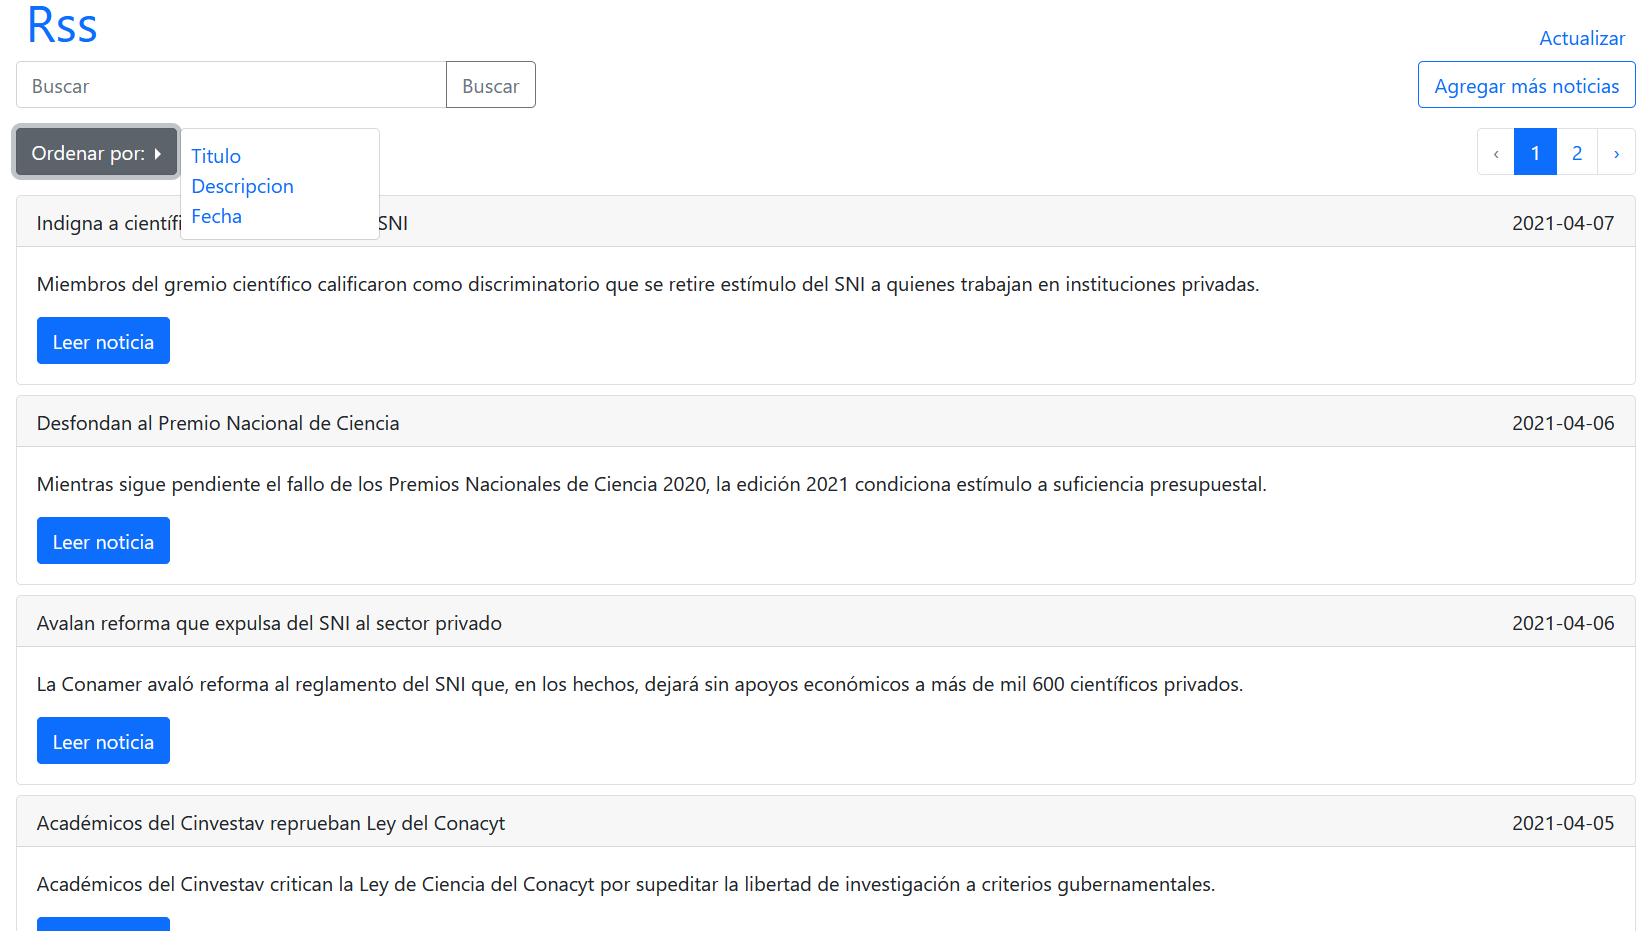 Rss
Actualizar
Buscar
Buscar
Agregar más noticias
Ordenar por:
Titulo
Descripcion
Fecha
‹ 1 2 ›
Indigna a SNI
2021-04-07
Miembros del gremio científico calificaron como discriminatorio que se retire estímulo del SNI a quienes trabajan en instituciones privadas.
Leer noticia
Desfondan al Premio Nacional de Ciencia
2021-04-06
Mientras sigue pendiente el fallo de los Premios Nacionales de Ciencia 2020, la edición 2021 condiciona estímulo a suficiencia presupuestal.
Leer noticia
Avalan reforma que expulsa del SNI al sector privado
2021-04-06
La Conamer avaló reforma al reglamento del SNI que, en los hechos, dejará sin apoyos económicos a más de mil 600 científicos privados.
Leer noticia
Académicos del Cinvestav reprueban Ley del Conacyt
2021-04-05
Académicos del Cinvestav critican la Ley de Ciencia del Conacyt por supeditar la libertad de investigación a criterios gubernamentales.